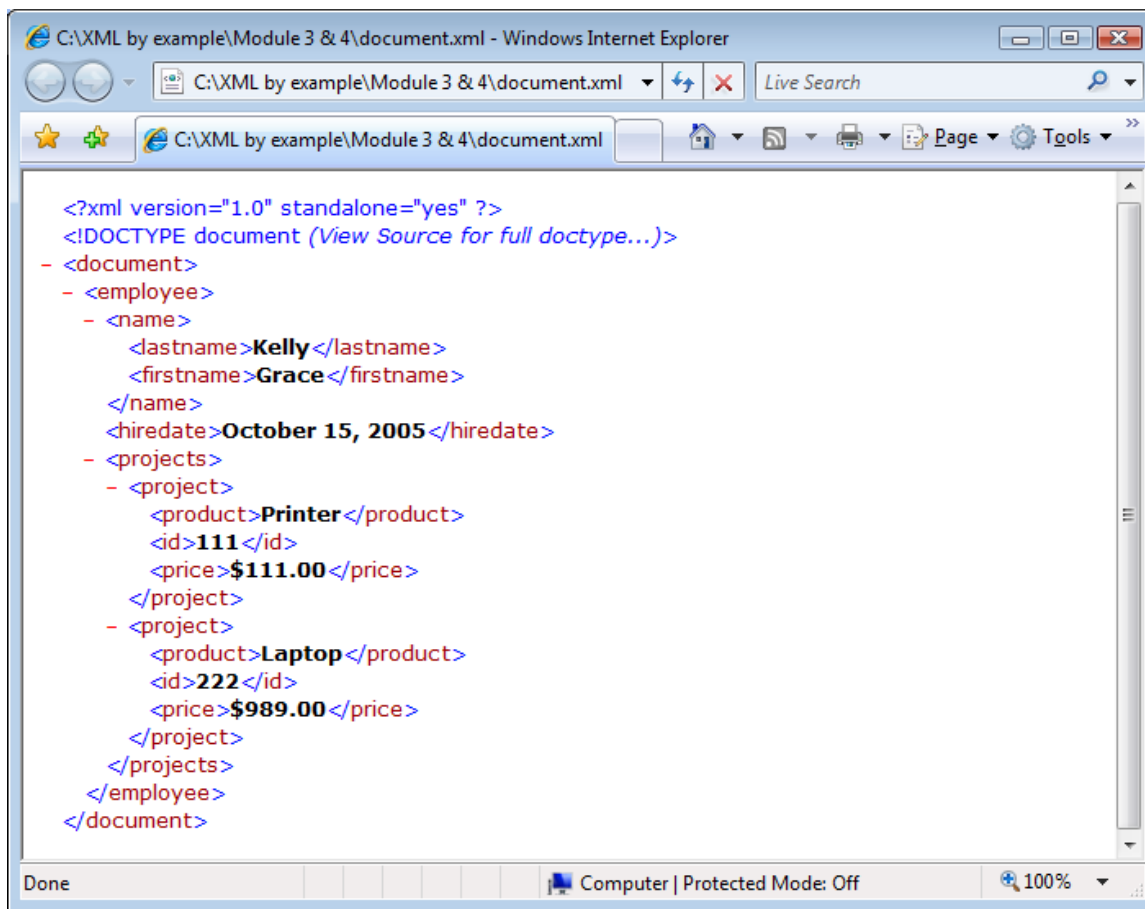 C:\XML by example\Module 3 & 4\document.xml - Windows Internet Explorer
C:\XML by example\Module 3 & 4\document.xml Live Search
C:\XML by example\Module 3 & 4\document.xml Page Tools »
<?xml version="1.0" standalone="yes" ?>
<!DOCTYPE document (View Source for full doctype...)>
- <document>
- <employee>
- <name>
<lastname>Kelly</lastname>
<firstname>Grace</firstname>
</name>
<hiredate>October 15, 2005</hiredate>
- <projects>
- <project>
<product>Printer</product>
<id>111</id>
<price>$111.00</price>
</project>
- <project>
<product>Laptop</product>
<id>222</id>
<price>$989.00</price>
</project>
</projects>
</employee>
</document>
Done Computer | Protected Mode: Off 100%